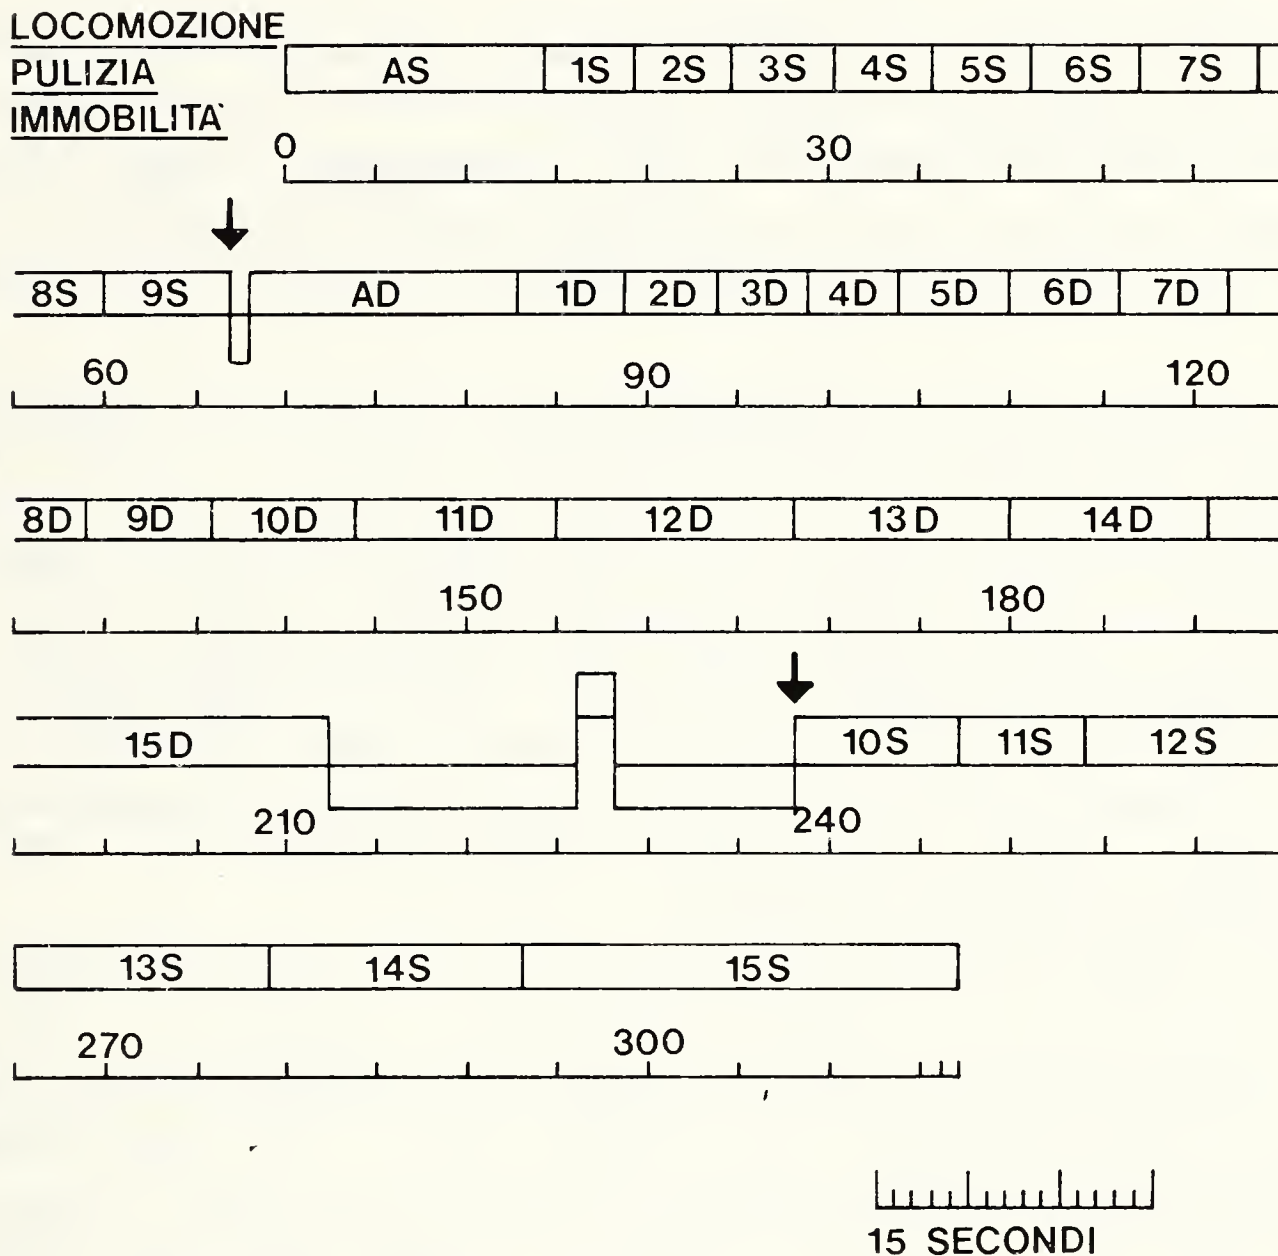 LOCOMOZIONE
PULIZIA
IMMOBILITÀ
AS 1S 2S 3S 4S 5S 6S 7S
0 30
8S 9S AD 1D 2D 3D 4D 5D 6D 7D
60 90 120
8D 9D 10D 11D 12D 13D 14D
150 180
15D 10S 11S 12S
210 240
13S 14S 15S
270 300
15 SECONDI